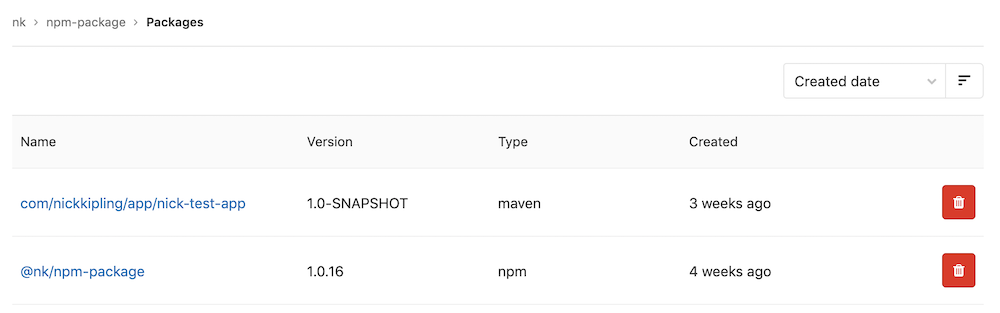 nk > npm-package > Packages
Created date
Name Version Type Created
com/nickkipling/app/nick-test-app 1.0-SNAPSHOT maven 3 weeks ago
@nk/npm-package 1.0.16 npm 4 weeks ago